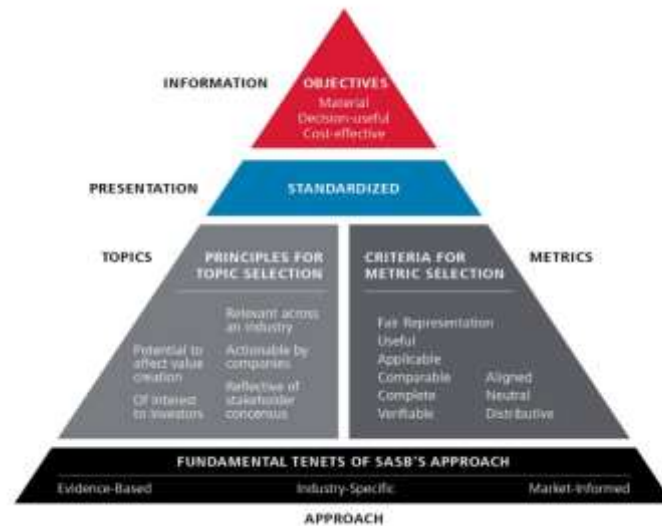 INFORMATION
OBJECTIVES
Material
Decision-useful
Cost-effective
PRESENTATION
STANDARDIZED
TOPICS
PRINCIPLES FOR
TOPIC SELECTION
Relevant across
an industry
Potential to
affect value
creation
Actionable by
companies
Of interest
to investors
Reflective of
stakeholder
concensus
CRITERIA FOR
METRIC SELECTION
METRICS
Fair Representation
Useful
Applicable
Comparable
Complete
Verifiable
Aligned
Neutral
Distributive
FUNDAMENTAL TENETS OF SASB'S APPROACH
Evidence-Based
Industry-Specific
Market-Informed
APPROACH